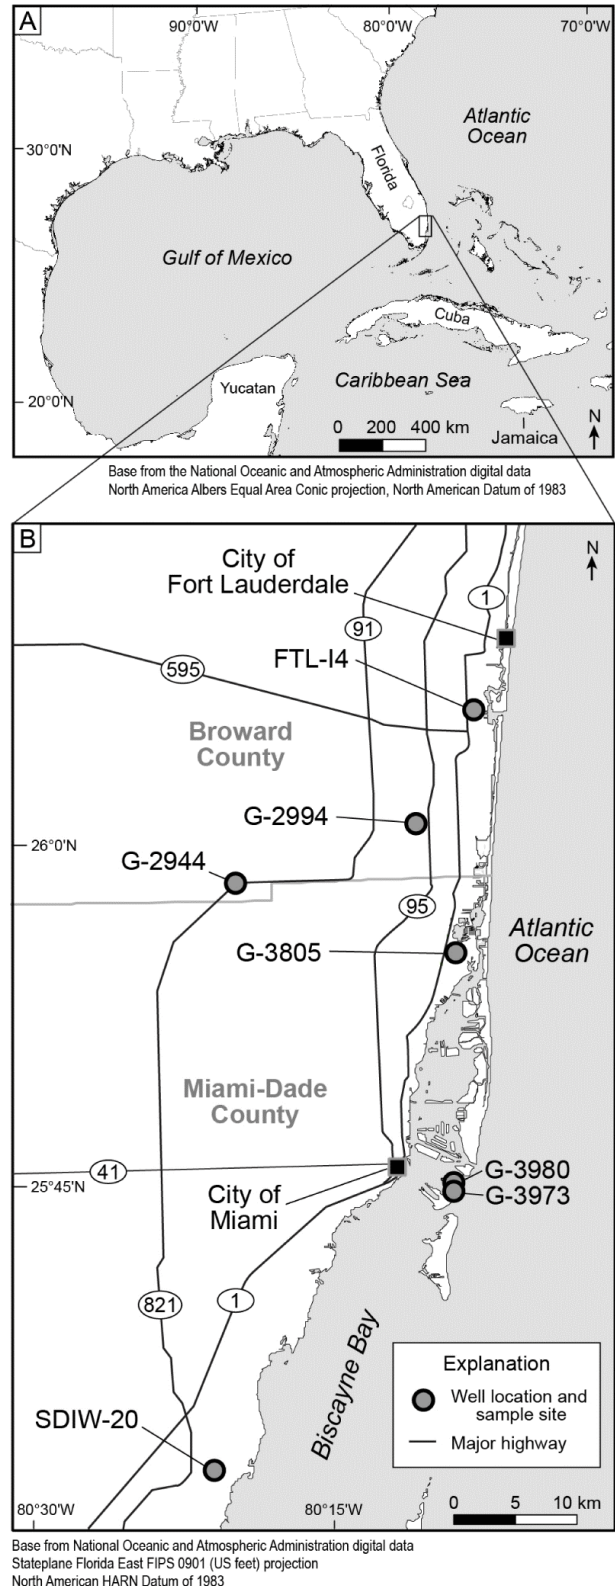 A
90°0'W
80°0'W
70°0'W
Atlantic
Ocean
30°0'N
Florida
Gulf of Mexico
Cuba
Yucatan
Caribbean Sea
20°0'N
0 200 400 km
Jamaica
N
Base from the National Oceanic and Atmospheric Administration digital data
North America Albers Equal Area Conic projection, North American Datum of 1983
B
N
City of
Fort Lauderdale
1
91
FTL-I4
595
Broward
County
G-2994
26°0'N
G-2944
95
Atlantic
Ocean
G-3805
Miami-Dade
County
41
G-3980
25°45'N
G-3973
City of
Miami
821
1
Biscayne Bay
Explanation
Well location and
sample site
Major highway
SDIW-20
0 5 10 km
80°30'W
80°15'W
Base from National Oceanic and Atmospheric Administration digital data
Stateplane Florida East FIPS 0901 (US feet) projection
North American HARN Datum of 1983